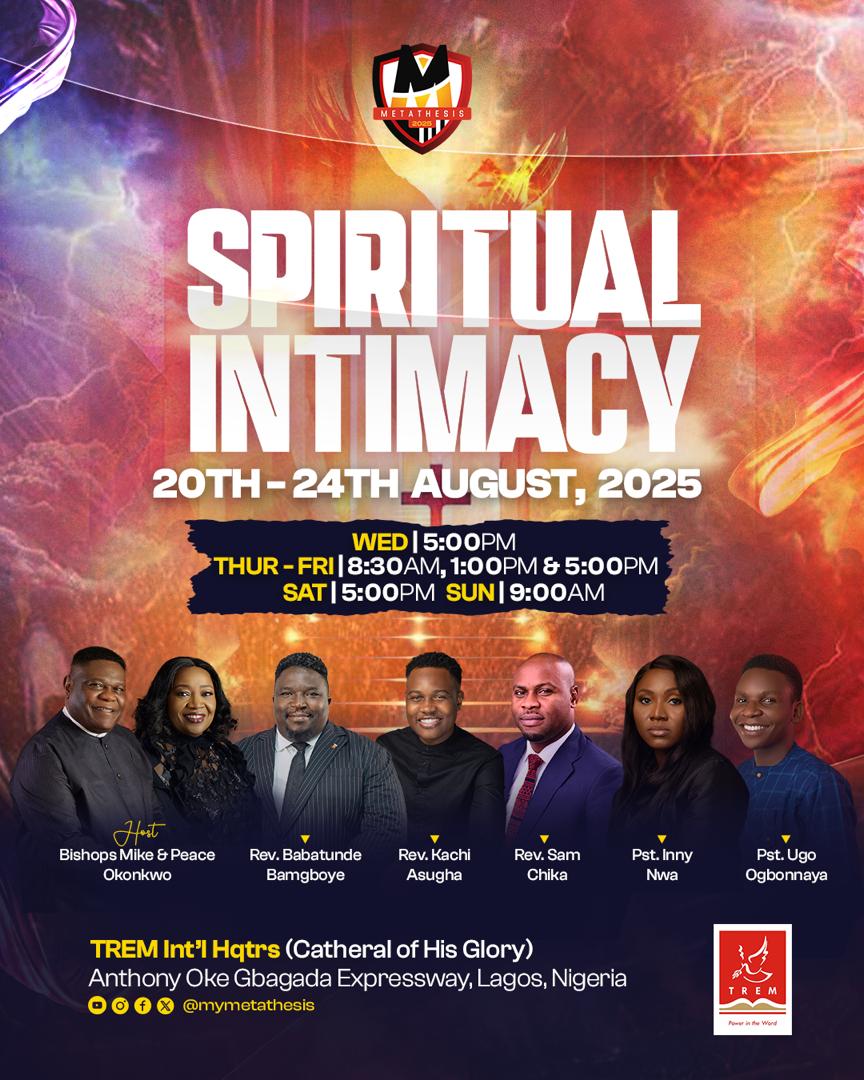 M
METATHESIS
2025
SPIRITUAL
INTIMACY
20TH - 24TH AUGUST, 2025
WED | 5:00PM
THUR - FRI | 8:30AM, 1:00PM & 5:00PM
SAT | 5:00PM SUN | 9:00AM
Host
Bishops Mike & Peace
Okonkwo
Rev. Babatunde
Bamgboye
Rev. Kachi
Asugha
Rev. Sam
Chika
Pst. Inny
Nwa
Pst. Ugo
Ogbonnaya
TREM Int'l Hqtrs (Catheral of His Glory)
Anthony Oke Gbagada Expressway, Lagos, Nigeria
@mymetathesis
TREM
Power in the Word